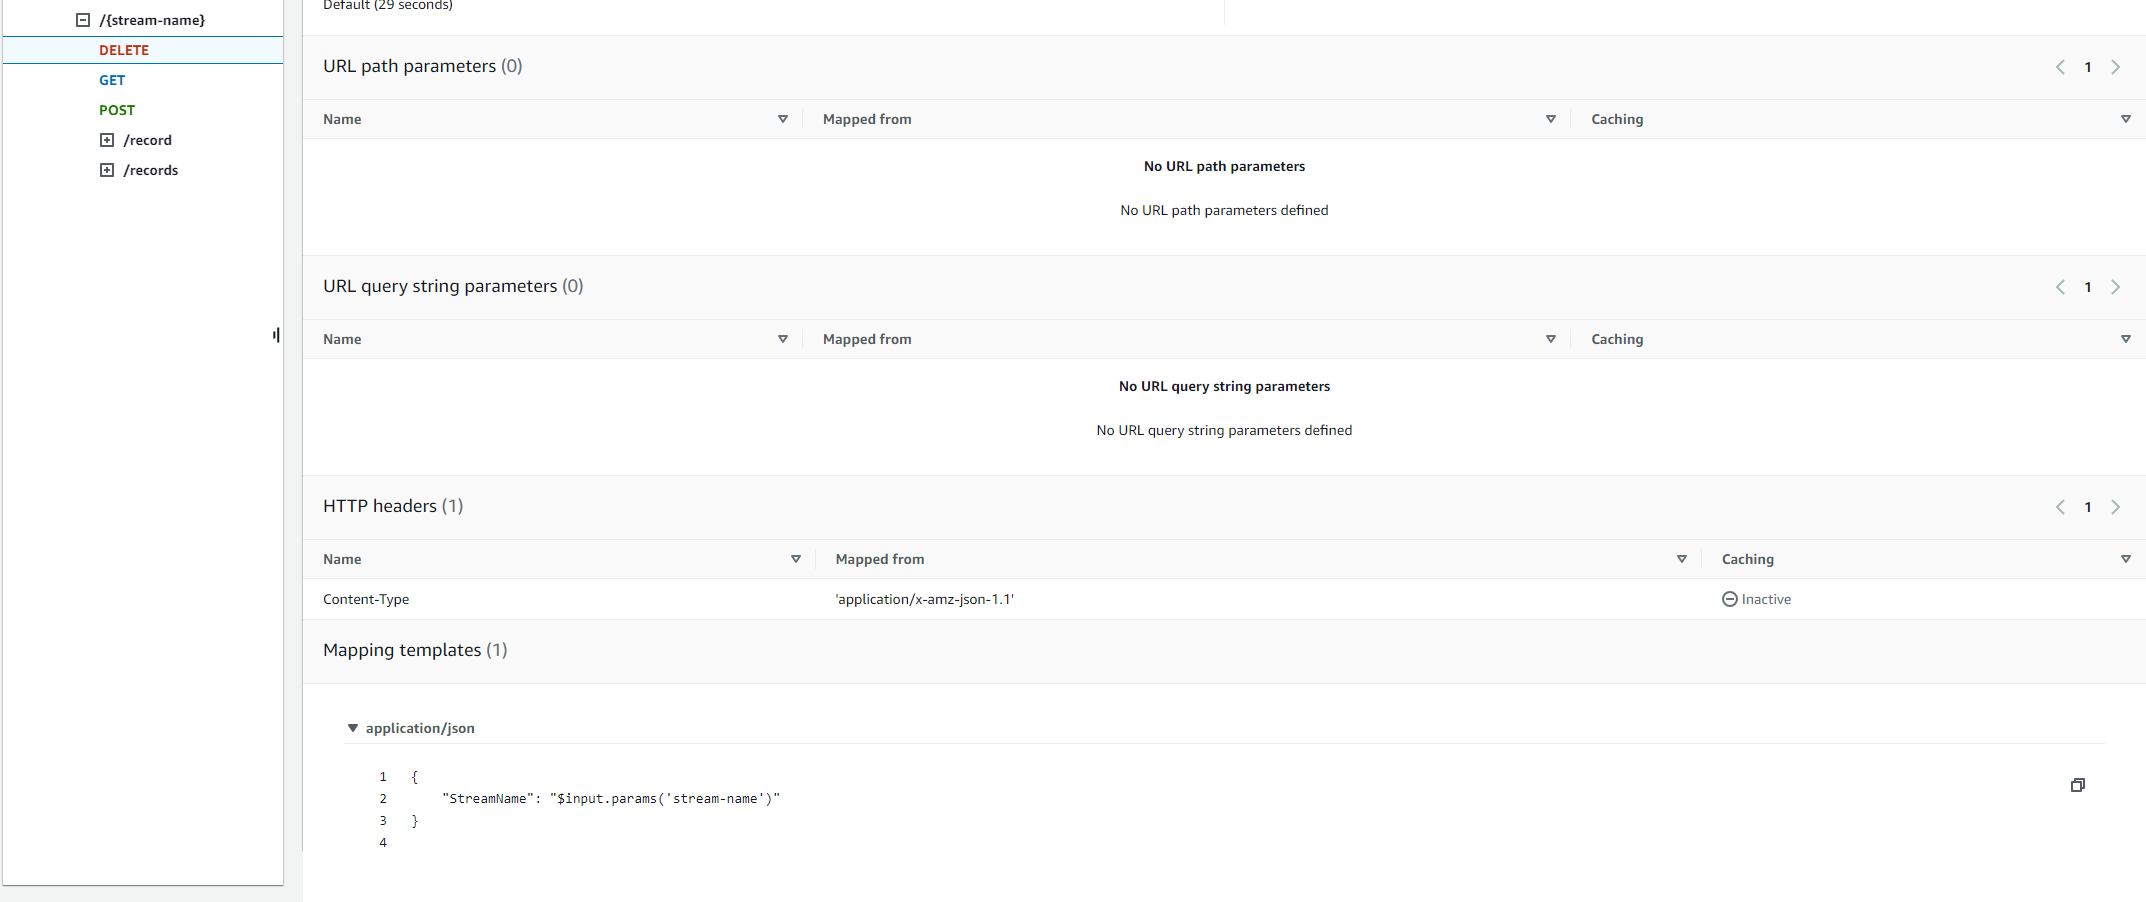 /{stream-name}
DELETE
GET
POST
/record
/records
Default (29 seconds)
URL path parameters (0)
1
Name
Mapped from
Caching
No URL path parameters
No URL path parameters defined
URL query string parameters (0)
1
Name
Mapped from
Caching
No URL query string parameters
No URL query string parameters defined
HTTP headers (1)
1
Name
Mapped from
Caching
Content-Type
'application/x-amz-json-1.1'
Inactive
Mapping templates (1)
application/json
1 {
2 "StreamName": "$input.params('stream-name')"
3 }
4